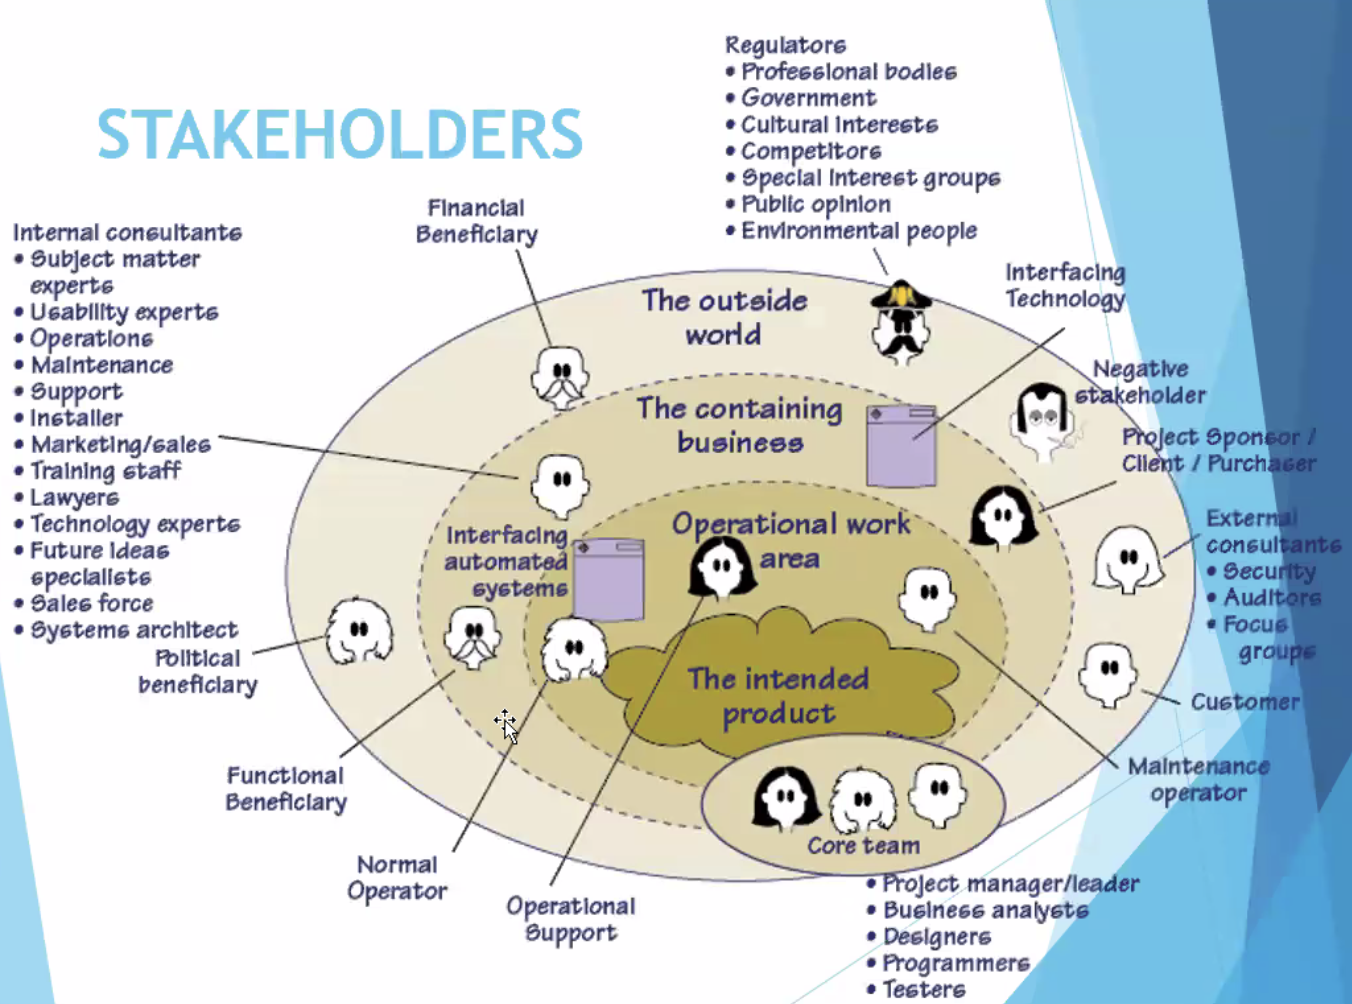 STAKEHOLDERS
Regulators
• Professional bodies
• Government
• Cultural Interests
• Competitors
• Special Interest groups
• Public opinion
• Environmental people
Financial
Beneficiary
Internal consultants
• Subject matter
experts
• Usability experts
• Operations
• Maintenance
• Support
• Installer
• Marketing/sales
• Training staff
• Lawyers
• Technology experts
• Future Ideas
specialists
• Sales force
• Systems architect
The outside
world
Interfacing
Technology
Negative
stakeholder
The containing
business
Project Sponsor /
Client / Purchaser
Operational work
area
Interfacing
automated
systems
External
consultants
• Security
• Auditors
• Focus
groups
Political
beneficiary
The intended
product
Customer
Functional
Beneficiary
Maintenance
operator
Normal
Operator
Operational
Support
Core team
• Project manager/leader
• Business analysts
• Designers
• Programmers
• Testers